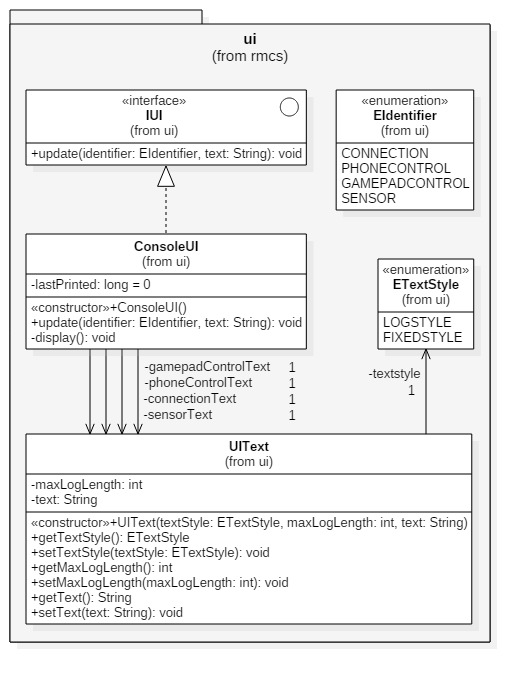 ui
(from rmcs)
«interface»
IUI
(from ui)
+update(identifier: EIdentifier, text: String): void
«enumeration»
EIdentifier
(from ui)
CONNECTION
PHONECONTROL
GAMEPADCONTROL
SENSOR
ConsoleUI
(from ui)
-lastPrinted: long = 0
«constructor»+ConsoleUI()
+update(identifier: EIdentifier, text: String): void
-display(): void
«enumeration»
ETextStyle
(from ui)
LOGSTYLE
FIXEDSTYLE
-gamepadControlText 1
-phoneControlText 1
-connectionText 1
-sensorText 1
-textstyle
1
UIText
(from ui)
-maxLogLength: int
-text: String
«constructor»+UIText(textStyle: ETextStyle, maxLogLength: int, text: String)
+getTextStyle(): ETextStyle
+setTextStyle(textStyle: ETextStyle): void
+getMaxLogLength(): int
+setMaxLogLength(maxLogLength: int): void
+getText(): String
+setText(text: String): void